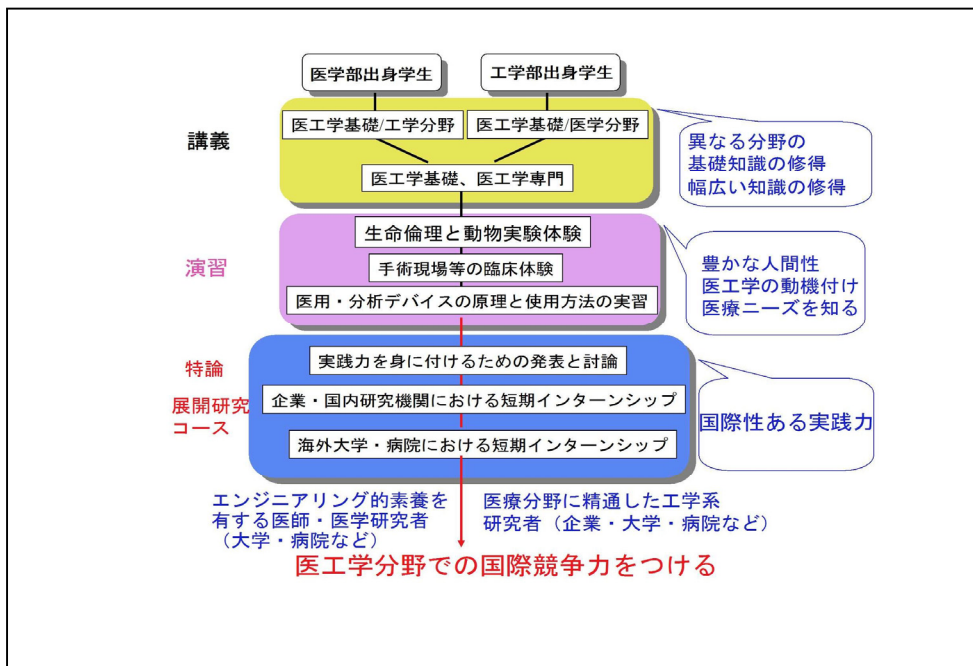 医学部出身学生
工学部出身学生
講義
医工学基礎/工学分野
医工学基礎/医学分野
医工学基礎、医工学専門
異なる分野の
基礎知識の修得
幅広い知識の修得
演習
生命倫理と動物実験体験
手術現場等の臨床体験
医用・分析デバイスの原理と使用方法の実習
豊かな人間性
医工学の動機付け
医療ニーズを知る
特論
展開研究
コース
実践力を身に付けるための発表と討論
企業・国内研究機関における短期インターンシップ
海外大学・病院における短期インターンシップ
国際性ある実践力
エンジニアリング的素養を
有する医師・医学研究者
（大学・病院など）
医療分野に精通した工学系
研究者（企業・大学・病院など）
医工学分野での国際競争力をつける